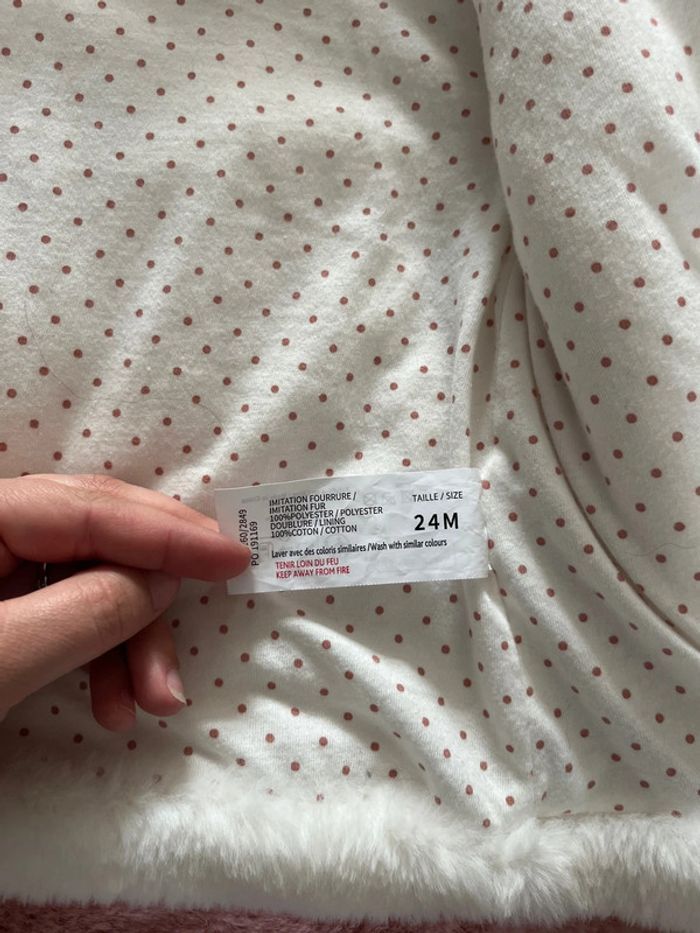 IMITATION FOURRURE /
IMITATION FUR
100%POLYESTER / POLYESTER
DOUBLURE / LINING
100%COTON / COTTON
TAILLE / SIZE
24M
Laver avec des coloris similaires /Wash with similar colours
TENIR LOIN DU FEU
KEEP AWAY FROM FIRE
60/2849
PO 191169